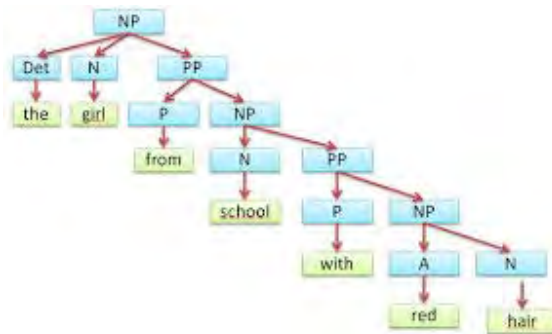 NP
Det N PP
the girl P NP
from N PP
school P NP
with A N
red hair